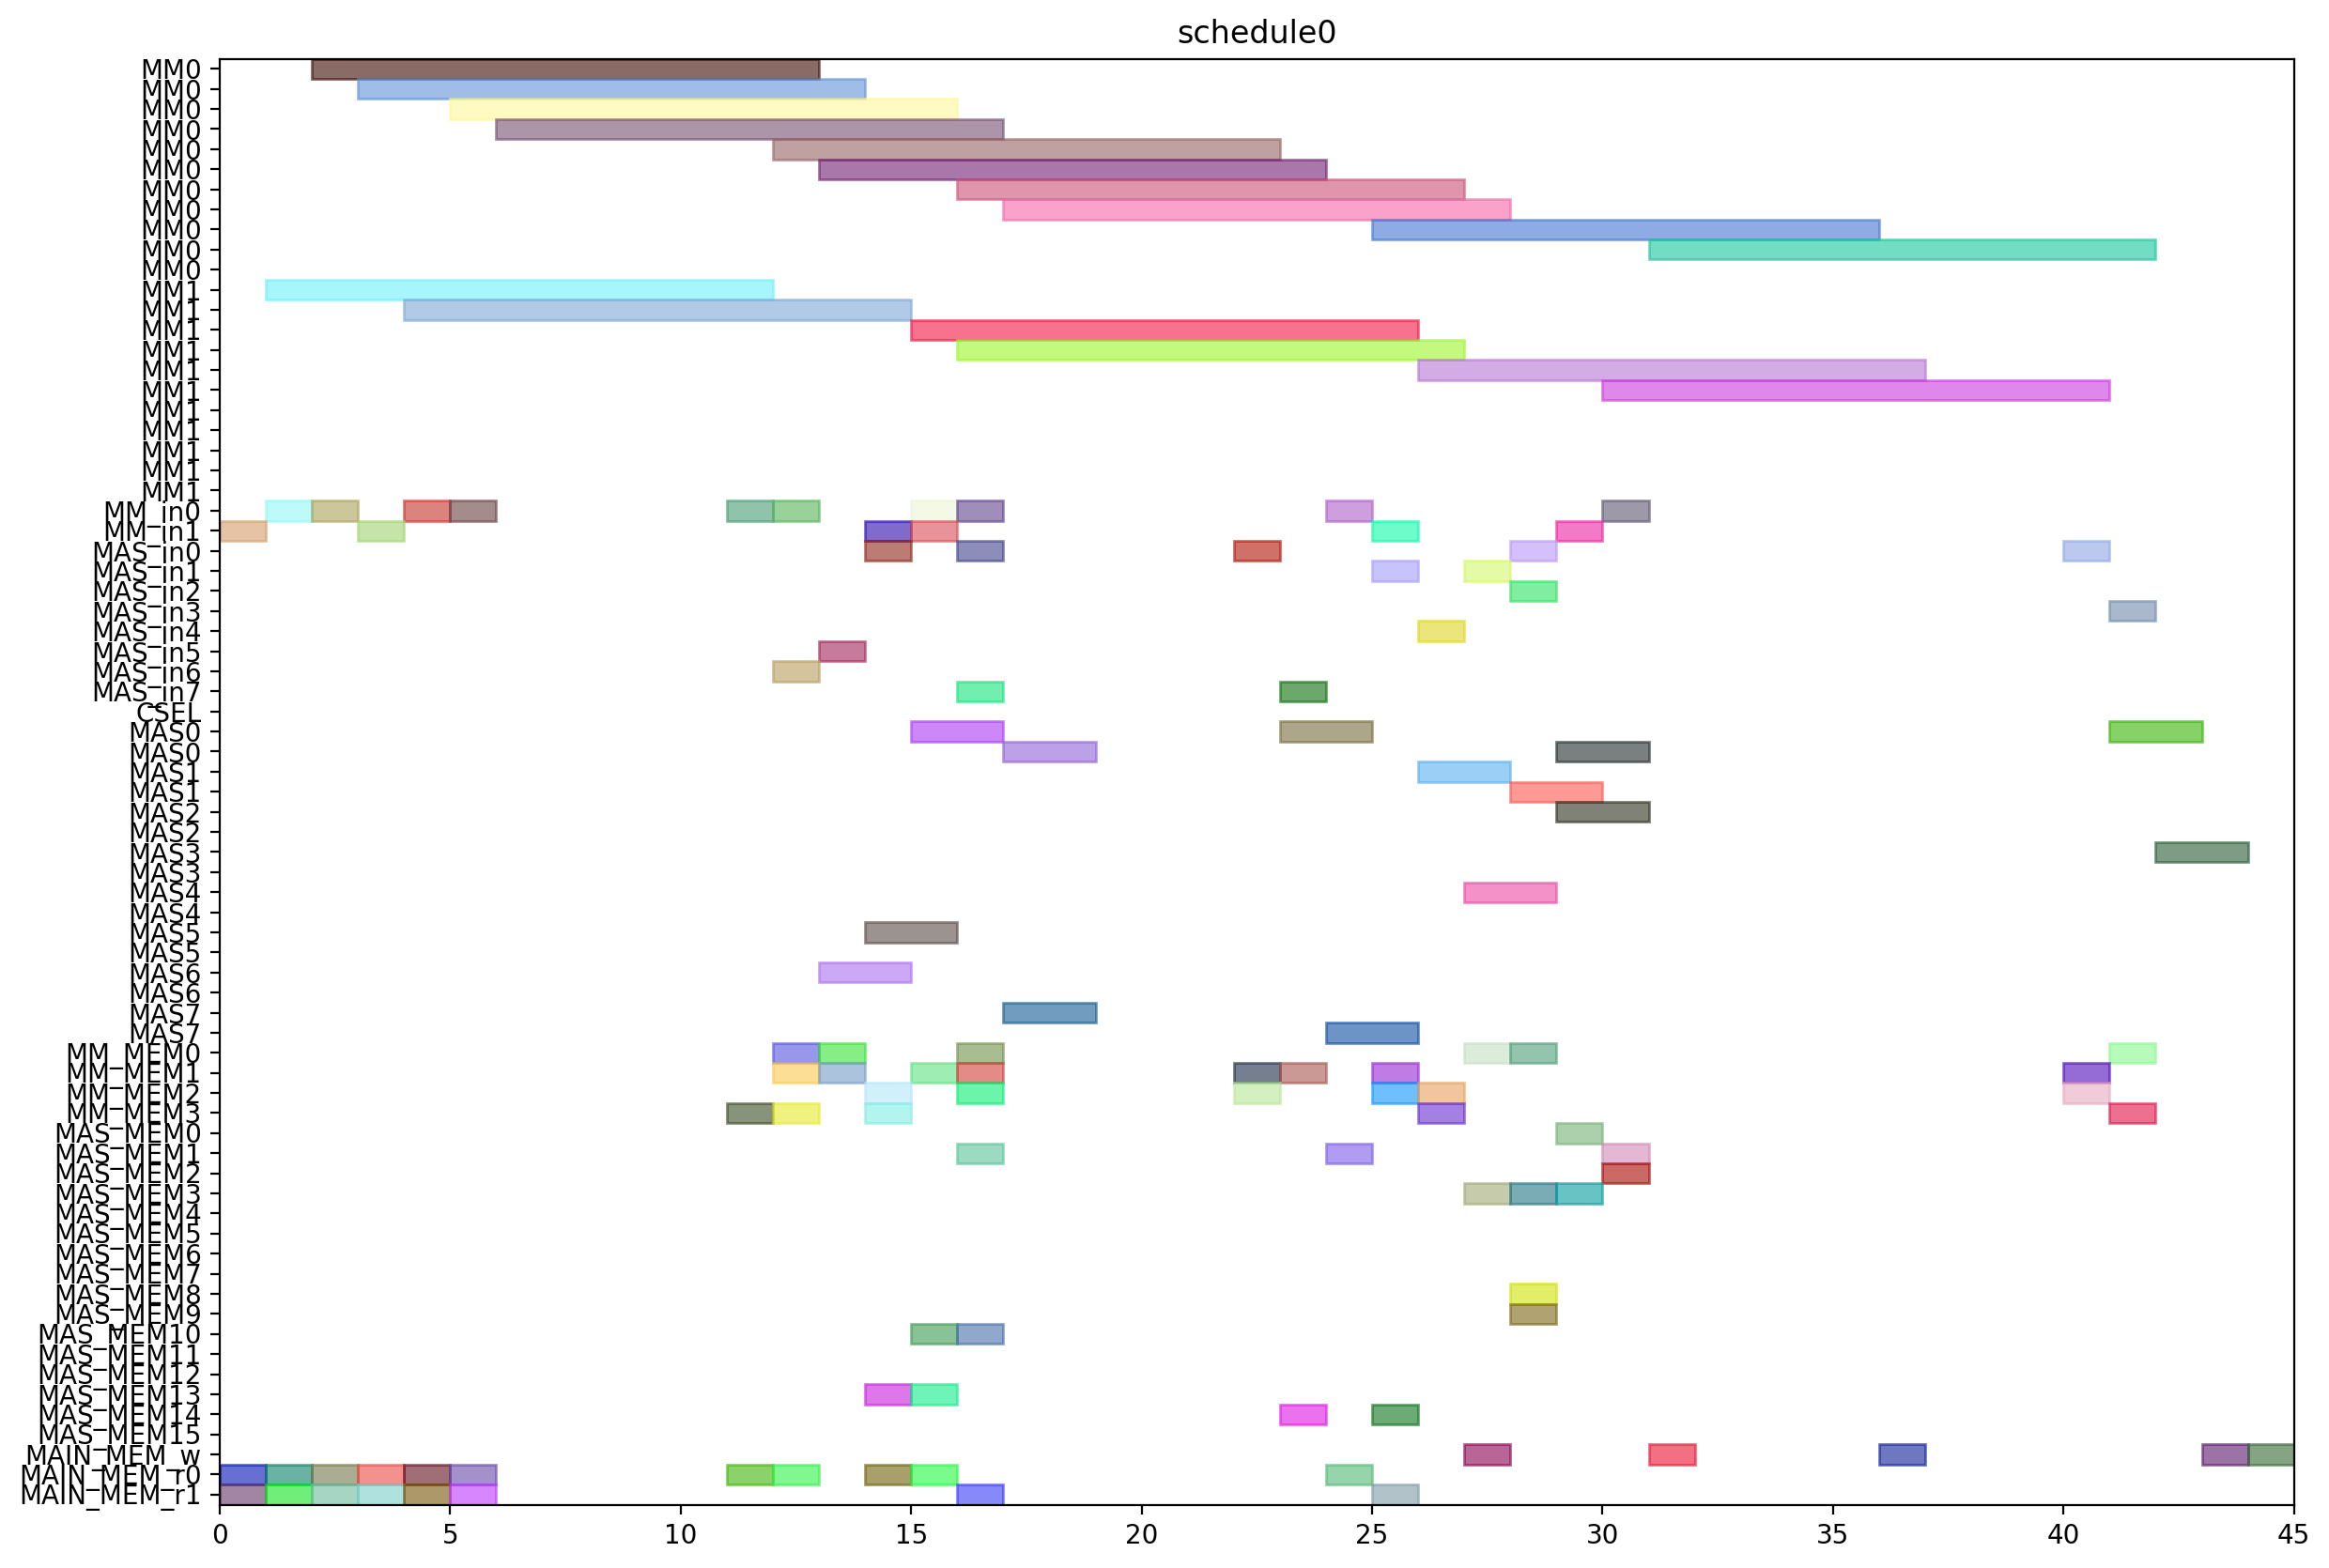 schedule0
MM0
MM0
MM0
MM0
MM0
MM0
MM0
MM0
MM0
MM0
MM0
MM1
MM1
MM1
MM1
MM1
MM1
MM1
MM1
MM1
MM1
MM1
MM_in0
MM_in1
MAS_in0
MAS_in1
MAS_in2
MAS_in3
MAS_in4
MAS_in5
MAS_in6
MAS_in7
CSEL
MAS0
MAS0
MAS1
MAS1
MAS2
MAS2
MAS3
MAS3
MAS4
MAS4
MAS5
MAS5
MAS6
MAS6
MAS7
MAS7
MM_MEM0
MM_MEM1
MM_MEM2
MM_MEM3
MAS_MEM0
MAS_MEM1
MAS_MEM2
MAS_MEM3
MAS_MEM4
MAS_MEM5
MAS_MEM6
MAS_MEM7
MAS_MEM8
MAS_MEM9
MAS_MEM10
MAS_MEM11
MAS_MEM12
MAS_MEM13
MAS_MEM14
MAS_MEM15
MAIN_MEM_w
MAIN_MEM_r0
MAIN_MEM_r1
0 5 10 15 20 25 30 35 40 45